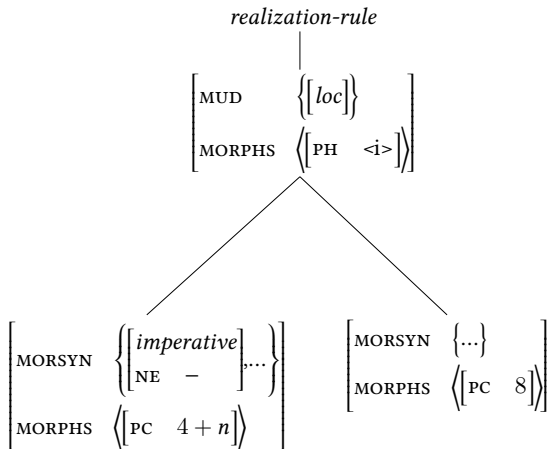 realization-rule
[MUD {[loc]}
MORPHS ⟨[PH <i>]⟩]
[MORSYN {[imperative
NE −],...}
MORPHS ⟨[PC 4 + n]⟩]
[MORSYN {...}
MORPHS ⟨[PC 8]⟩]